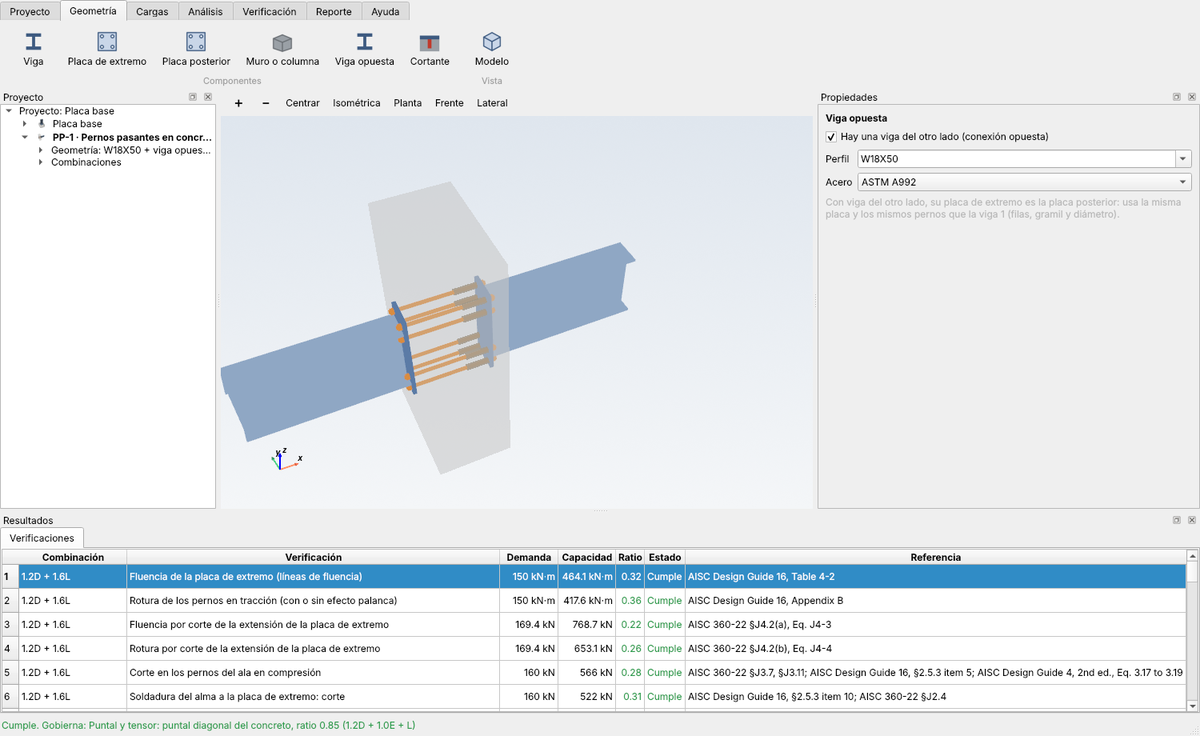 Proyecto Geometría Cargas Análisis Verificación Reporte Ayuda
Viga Placa de extremo Placa posterior Muro o columna Viga opuesta Cortante Modelo
Componentes Vista
Proyecto
Proyecto: Placa base
Placa base
PP-1 · Pernos pasantes en concr...
Geometría: W18X50 + viga opues...
Combinaciones
+ − Centrar Isométrica Planta Frente Lateral
y z x
Propiedades
Viga opuesta
Hay una viga del otro lado (conexión opuesta)
Perfil W18X50
Acero ASTM A992
Con viga del otro lado, su placa de extremo es la placa posterior: usa la misma
placa y los mismos pernos que la viga 1 (filas, gramil y diámetro).
Resultados
Verificaciones
Combinación Verificación Demanda Capacidad Ratio Estado Referencia
1 1.2D + 1.6L Fluencia de la placa de extremo (líneas de fluencia) 150 kN·m 464.1 kN·m 0.32 Cumple AISC Design Guide 16, Table 4-2
2 1.2D + 1.6L Rotura de los pernos en tracción (con o sin efecto palanca) 150 kN·m 417.6 kN·m 0.36 Cumple AISC Design Guide 16, Appendix B
3 1.2D + 1.6L Fluencia por corte de la extensión de la placa de extremo 169.4 kN 768.7 kN 0.22 Cumple AISC 360-22 §J4.2(a), Eq. J4-3
4 1.2D + 1.6L Rotura por corte de la extensión de la placa de extremo 169.4 kN 653.1 kN 0.26 Cumple AISC 360-22 §J4.2(b), Eq. J4-4
5 1.2D + 1.6L Corte en los pernos del ala en compresión 160 kN 566 kN 0.28 Cumple AISC 360-22 §J3.7, §J3.11; AISC Design Guide 16, §2.5.3 item 5; AISC Design Guide 4, 2nd ed., Eq. 3.17 to 3.19
6 1.2D + 1.6L Soldadura del alma a la placa de extremo: corte 160 kN 522 kN 0.31 Cumple AISC Design Guide 16, §2.5.3 item 10; AISC 360-22 §J2.4
Cumple. Gobierna: Puntal y tensor: puntal diagonal del concreto, ratio 0.85 (1.2D + 1.0E + L)